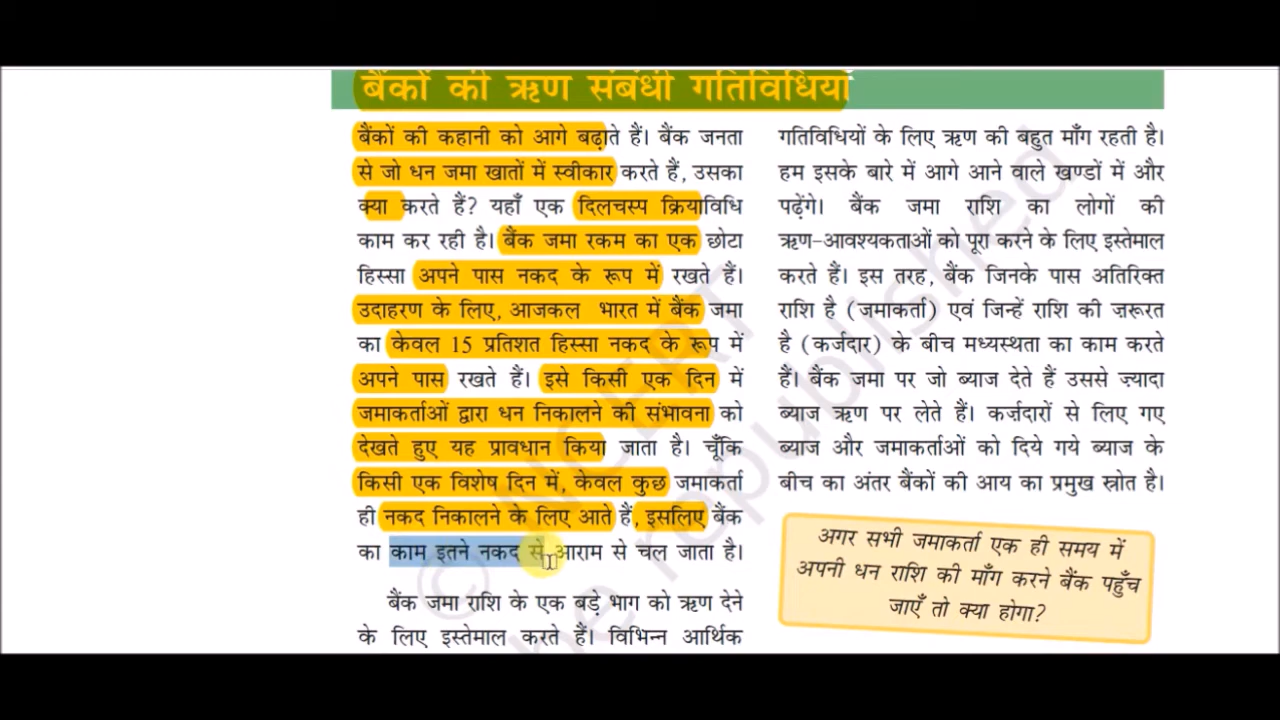 बैंकों की ऋण संबंधी गतिविधियाँ
बैंकों की कहानी को आगे बढ़ाते हैं। बैंक जनता
से जो धन जमा खातों में स्वीकार करते हैं, उसका
क्या करते हैं? यहाँ एक दिलचस्प क्रियाविधि
काम कर रही है। बैंक जमा रकम का एक छोटा
हिस्सा अपने पास नकद के रूप में रखते हैं।
उदाहरण के लिए, आजकल भारत में बैंक जमा
का केवल 15 प्रतिशत हिस्सा नकद के रूप में
अपने पास रखते हैं। इसे किसी एक दिन में
जमाकर्ताओं द्वारा धन निकालने की संभावना को
देखते हुए यह प्रावधान किया जाता है। चूँकि
किसी एक विशेष दिन में, केवल कुछ जमाकर्ता
ही नकद निकालने के लिए आते हैं, इसलिए बैंक
का काम इतने नकद से आराम से चल जाता है।
बैंक जमा राशि के एक बड़े भाग को ऋण देने
के लिए इस्तेमाल करते हैं। विभिन्न आर्थिक
गतिविधियों के लिए ऋण की बहुत माँग रहती है।
हम इसके बारे में आगे आने वाले खण्डों में और
पढ़ेंगे। बैंक जमा राशि का लोगों की
ऋण-आवश्यकताओं को पूरा करने के लिए इस्तेमाल
करते हैं। इस तरह, बैंक जिनके पास अतिरिक्त
राशि है (जमाकर्ता) एवं जिन्हें राशि की जरूरत
है (कर्जदार) के बीच मध्यस्थता का काम करते
हैं। बैंक जमा पर जो ब्याज देते हैं उससे ज़्यादा
ब्याज ऋण पर लेते हैं। कर्ज़दारों से लिए गए
ब्याज और जमाकर्ताओं को दिये गये ब्याज के
बीच का अंतर बैंकों की आय का प्रमुख स्रोत है।
अगर सभी जमाकर्ता एक ही समय में
अपनी धन राशि की माँग करने बैंक पहुँच
जाएँ तो क्या होगा?
© NCERT
be republished